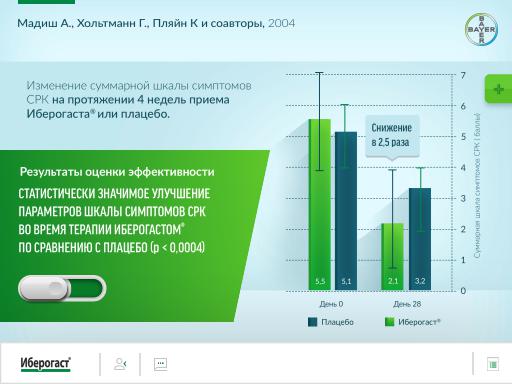 Мадиш А., Хольтманн Г., Пляйн К и соавторы, 2004
BAYER
BAYER
Изменение суммарной шкалы симптомов
СРК на протяжении 4 недель приема
Иберогаста® или плацебо.
Результаты оценки эффективности
СТАТИСТИЧЕСКИ ЗНАЧИМОЕ УЛУЧШЕНИЕ
ПАРАМЕТРОВ ШКАЛЫ СИМПТОМОВ СРК
ВО ВРЕМЯ ТЕРАПИИ ИБЕРОГАСТОМ®
ПО СРАВНЕНИЮ С ПЛАЦЕБО (p < 0,0004)
Снижение
в 2,5 раза
7
6
5
4
3
2
1
0
Суммарная шкала симптомов СРК ( баллы)
5,5
5,1
2,1
3,2
День 0
День 28
Плацебо
Иберогаст®
Иберогаст®